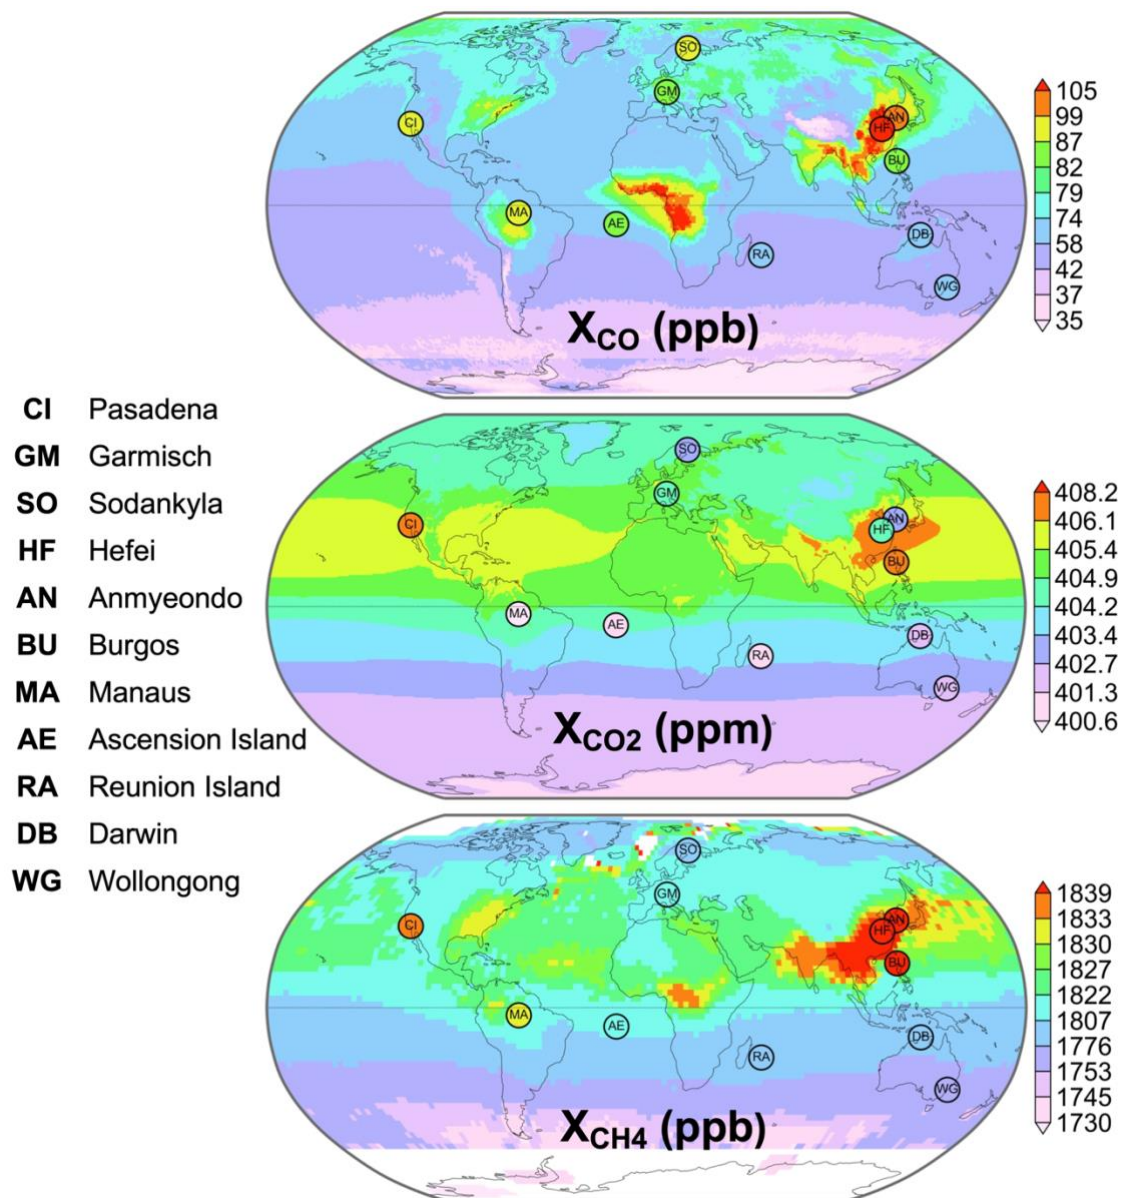 SO
GM
CI
AN
HF
BU
MA
AE
RA
DB
WG
XCO (ppb)
105
99
87
82
79
74
58
42
37
35
CI Pasadena
GM Garmisch
SO Sodankyla
HF Hefei
AN Anmyeondo
BU Burgos
MA Manaus
AE Ascension Island
RA Reunion Island
DB Darwin
WG Wollongong
SO
GM
CI
AN
HF
BU
MA
AE
RA
DB
WG
XCO2 (ppm)
408.2
406.1
405.4
404.9
404.2
403.4
402.7
401.3
400.6
SO
GM
CI
AN
HF
BU
MA
AE
RA
DB
WG
XCH4 (ppb)
1839
1833
1830
1827
1822
1807
1776
1753
1745
1730